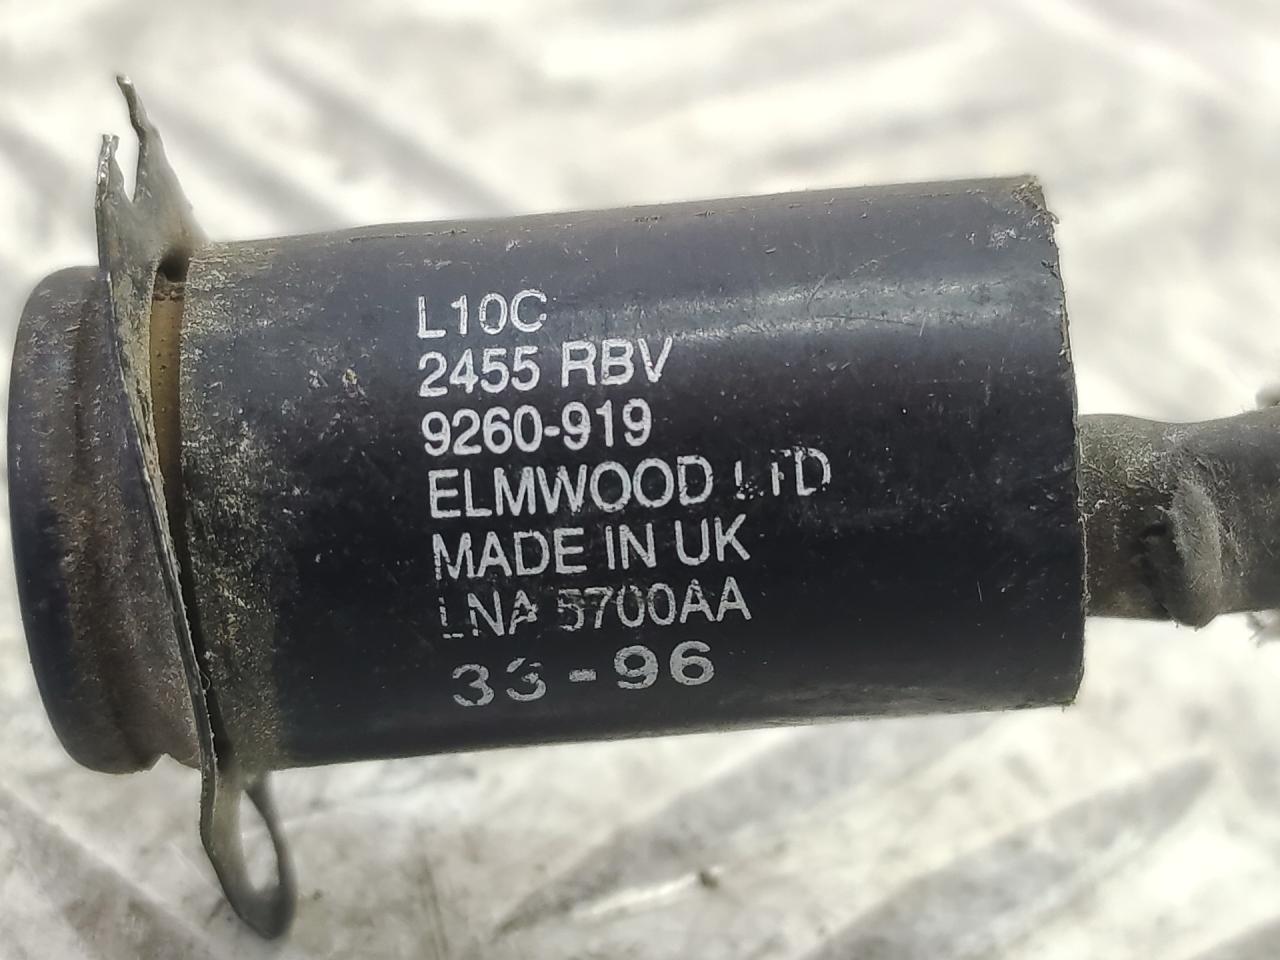 L10C
2455 RBV
9260-919
ELMWOOD LTD
MADE IN UK
LNA 5700AA
33-96